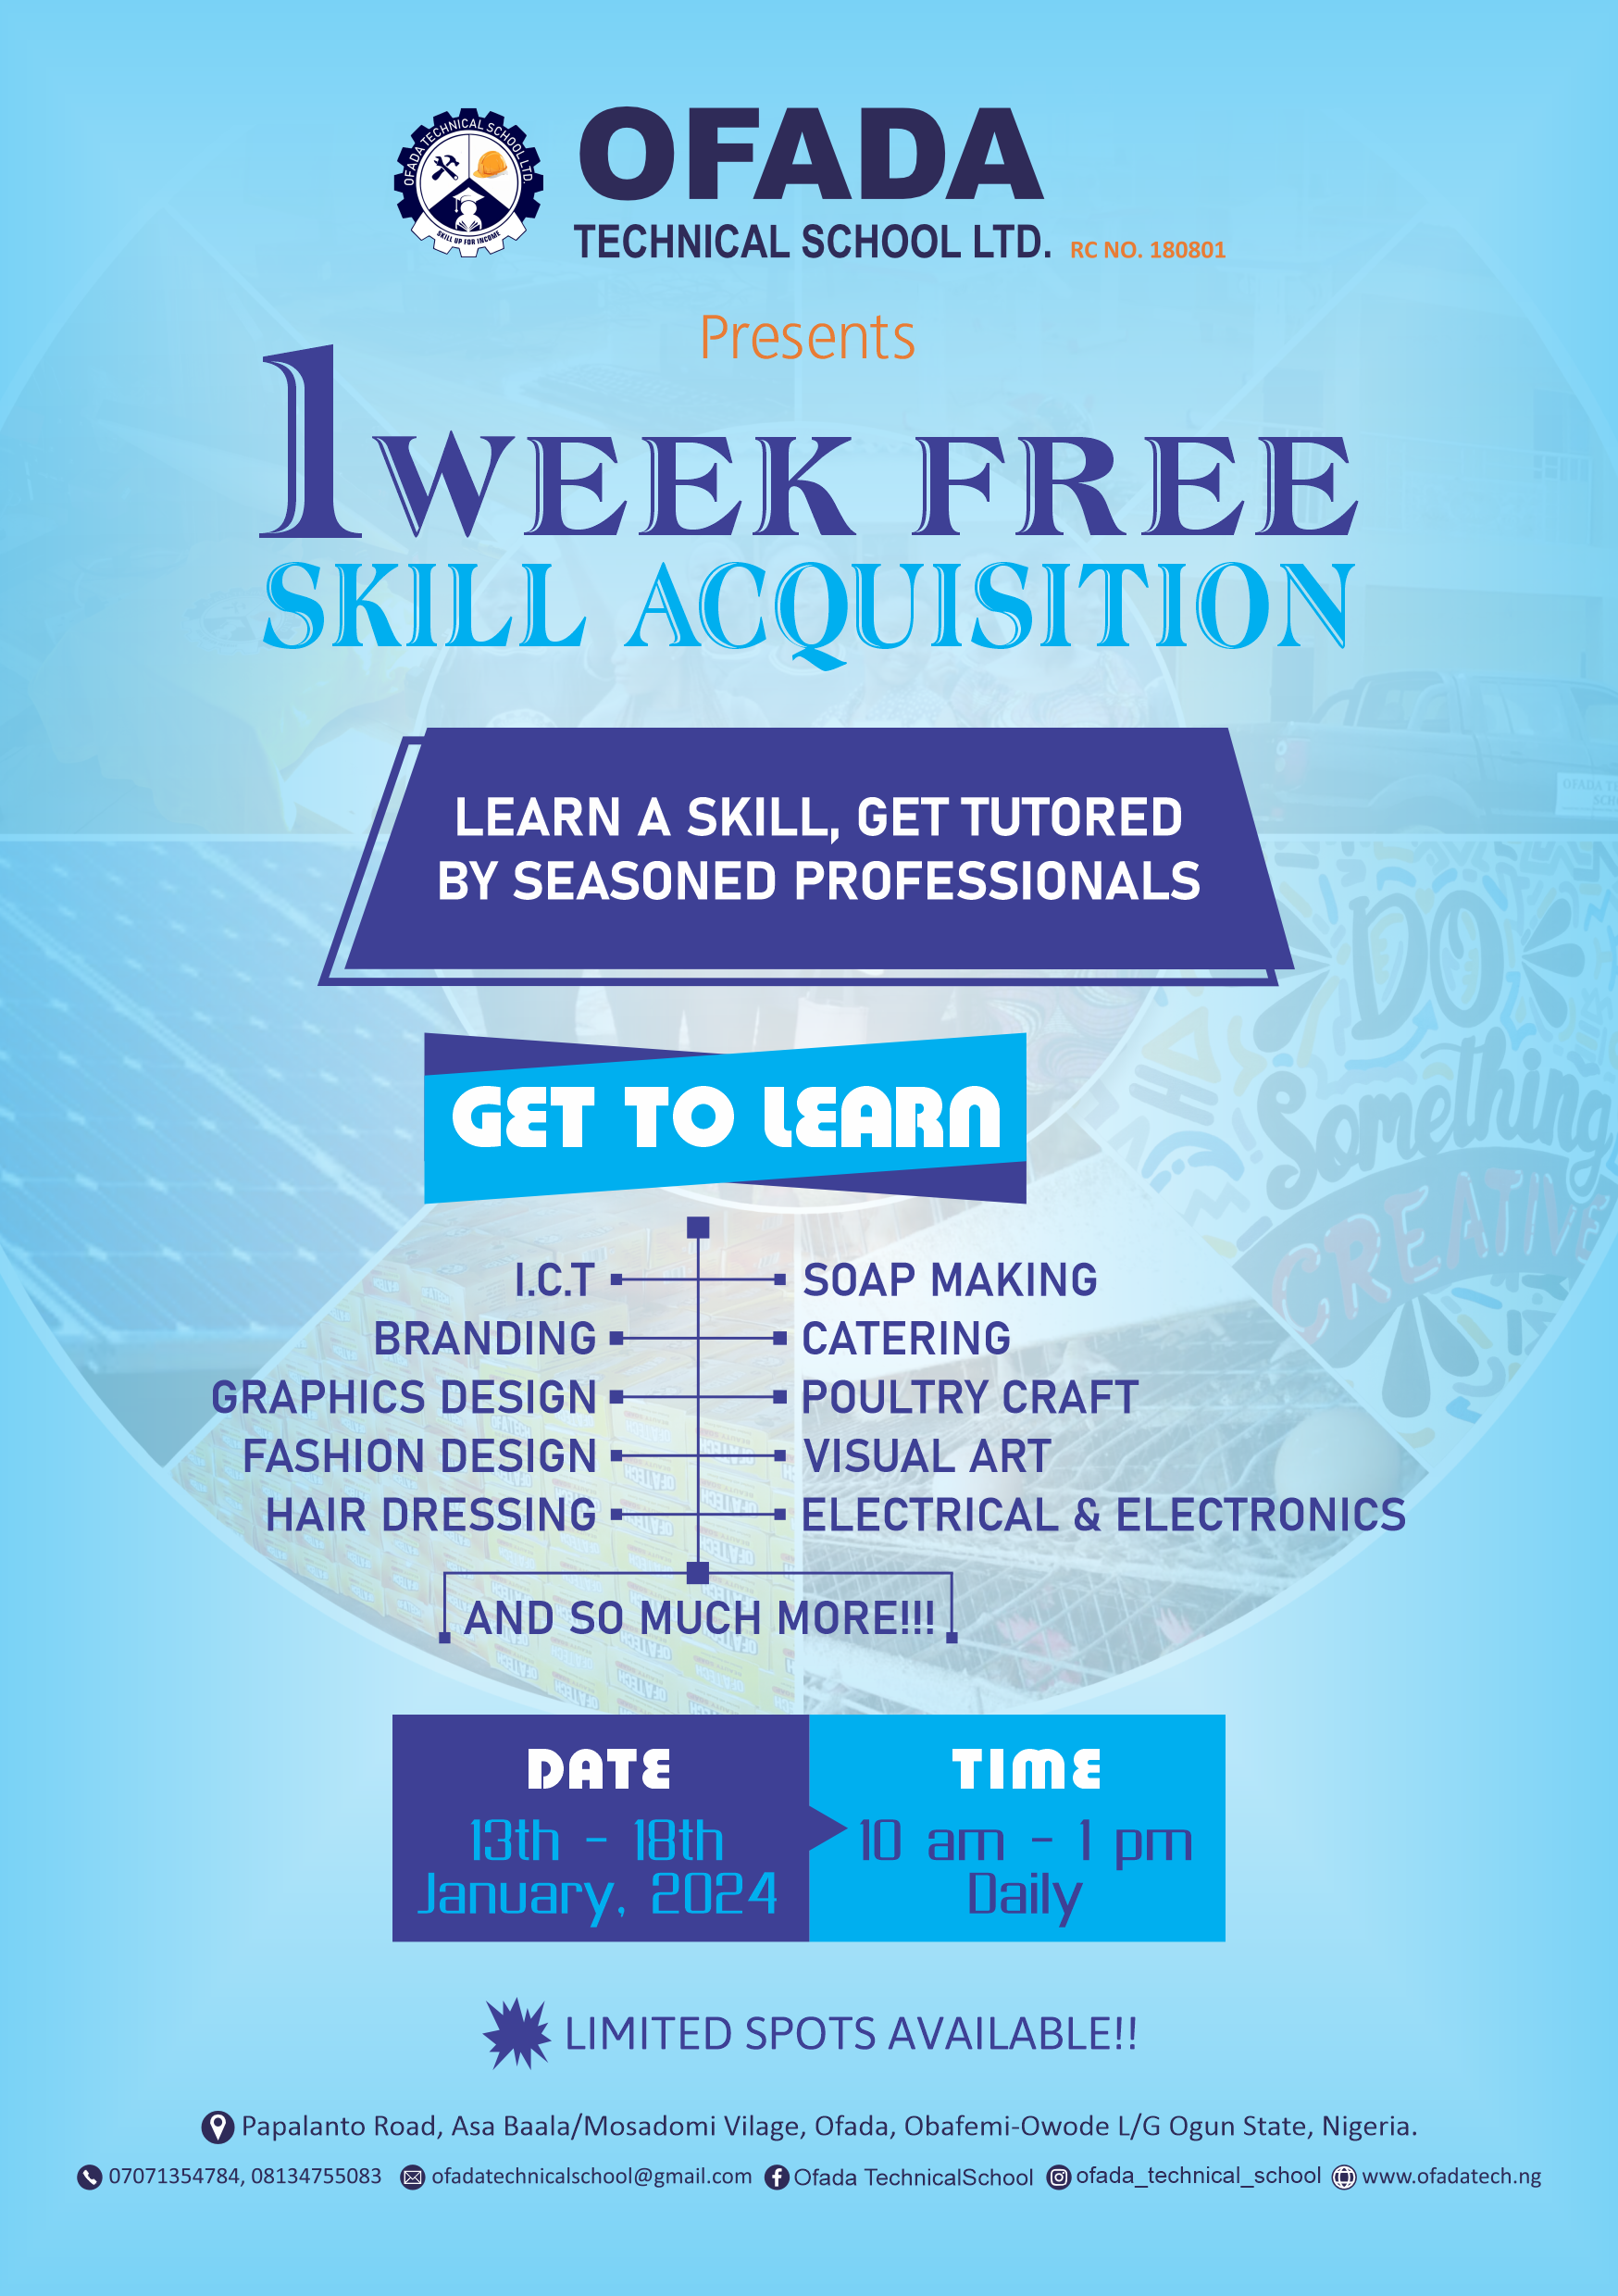 OFADA TECHNICAL SCHOOL LTD.
SKILL UP FOR INCOME
OFADA
TECHNICAL SCHOOL LTD. RC NO. 180801
Presents
1 WEEK FREE
SKILL ACQUISITION
LEARN A SKILL, GET TUTORED
BY SEASONED PROFESSIONALS
DO
Something
CREATIVE
GET TO LEARN
I.C.T
BRANDING
GRAPHICS DESIGN
FASHION DESIGN
HAIR DRESSING
SOAP MAKING
CATERING
POULTRY CRAFT
VISUAL ART
ELECTRICAL & ELECTRONICS
AND SO MUCH MORE!!!
DATE
13th - 18th
January, 2024
TIME
10 am - 1 pm
Daily
LIMITED SPOTS AVAILABLE!!
Papalanto Road, Asa Baala/Mosadomi Vilage, Ofada, Obafemi-Owode L/G Ogun State, Nigeria.
07071354784, 08134755083 ofadatechnicalschool@gmail.com Ofada TechnicalSchool ofada_technical_school www.ofadatech.ng